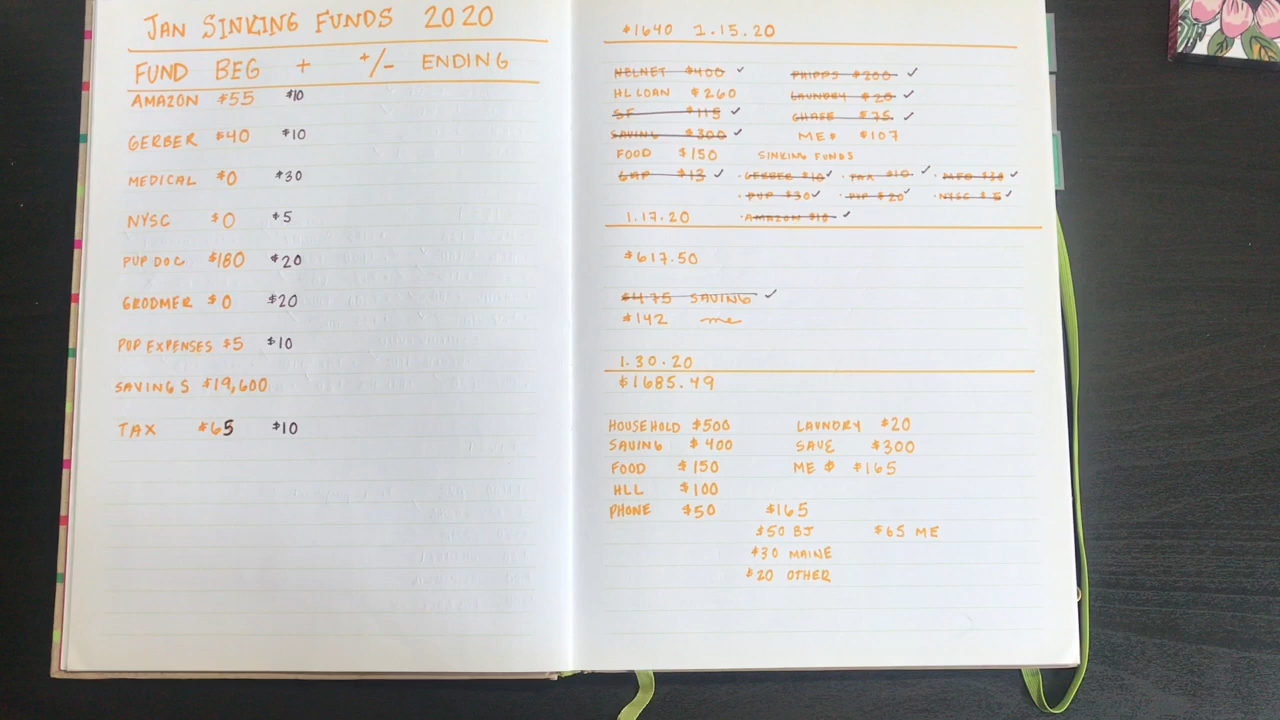 JAN SINKING FUNDS 2020
FUND BEG + +/- ENDING
AMAZON $55 $10
GERBER $40 $10
MEDICAL $0 $30
NYSC $0 $5
PUP DOC $180 $20
GROOMER $0 $20
PUP EXPENSES $5 $10
SAVINGS $19,600
TAX $65 $10
$1640 1.15.20
NELNET $400 ✓ PHIPPS $200 ✓
HL LOAN $260 LAUNDRY $20 ✓
SF $115 ✓ CHASE $75 ✓
SAVING $300 ✓ ME $ $107
FOOD $150 SINKING FUNDS
GAP $13 ✓ · GERBER $10 ✓ · TAX $10 ✓ · MED $30 ✓
· PUP $30 ✓ · PIP $20 ✓ · NYSC $5 ✓
1.17.20 · AMAZON $10 ✓
$617.50
$475 SAVING ✓
$142 me
1.30.20
$1685.49
HOUSEHOLD $500 LAUNDRY $20
SAVING $400 SAVE $300
FOOD $150 ME $ $165
HLL $100
PHONE $50 $165
$50 BJ $65 ME
$30 MAINE
$20 OTHER